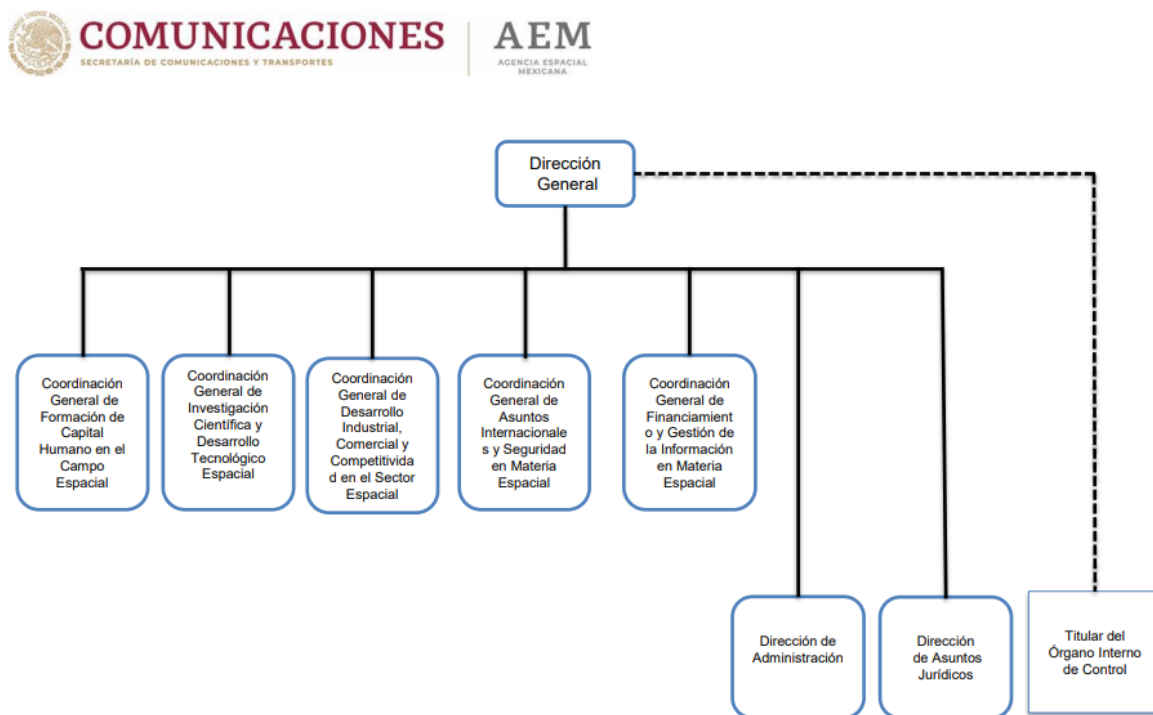 COMUNICACIONES
SECRETARÍA DE COMUNICACIONES Y TRANSPORTES
AEM
AGENCIA ESPACIAL
MEXICANA
Dirección
General
Coordinación
General de
Formación de
Capital
Humano en el
Campo
Espacial
Coordinación
General de
Investigación
Científica y
Desarrollo
Tecnológico
Espacial
Coordinación
General de
Desarrollo
Industrial,
Comercial y
Competitivida
d en el Sector
Espacial
Coordinación
General de
Asuntos
Internacionale
s y Seguridad
en Materia
Espacial
Coordinación
General de
Financiamient
o y Gestión de
la Información
en Materia
Espacial
Dirección de
Administración
Dirección
de Asuntos
Jurídicos
Titular del
Órgano Interno
de Control